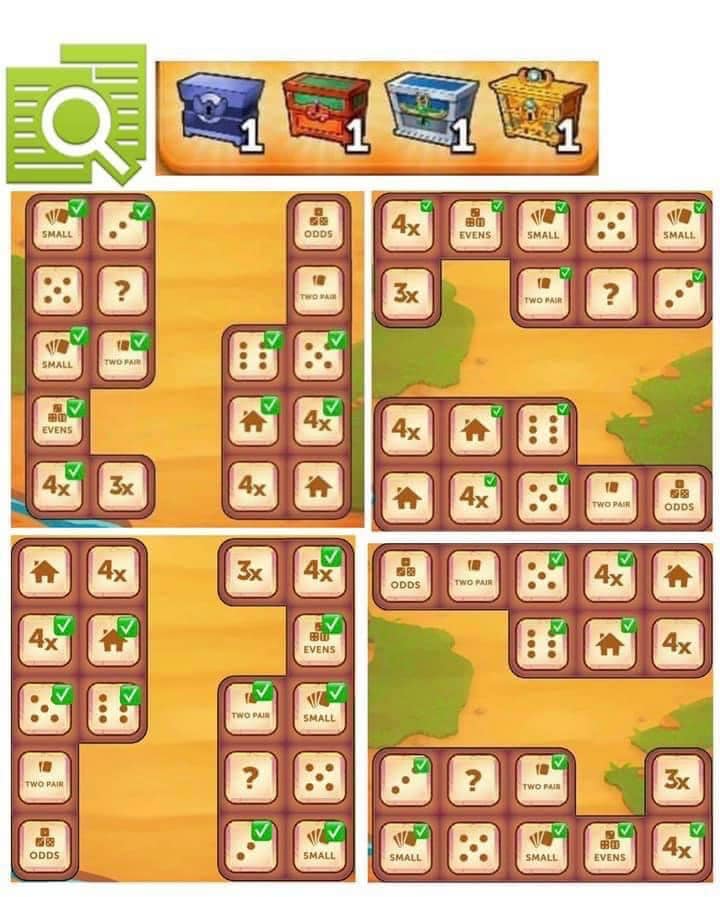 1 1 1 1
SMALL ODDS
? TWO PAIR
SMALL TWO PAIR
EVENS 4x
4x 3x 4x
4x EVENS SMALL SMALL
3x TWO PAIR ?
4x
4x TWO PAIR ODDS
4x 3x 4x
4x EVENS
TWO PAIR SMALL
TWO PAIR ?
ODDS SMALL
ODDS TWO PAIR 4x
4x
? TWO PAIR 3x
SMALL SMALL EVENS 4x